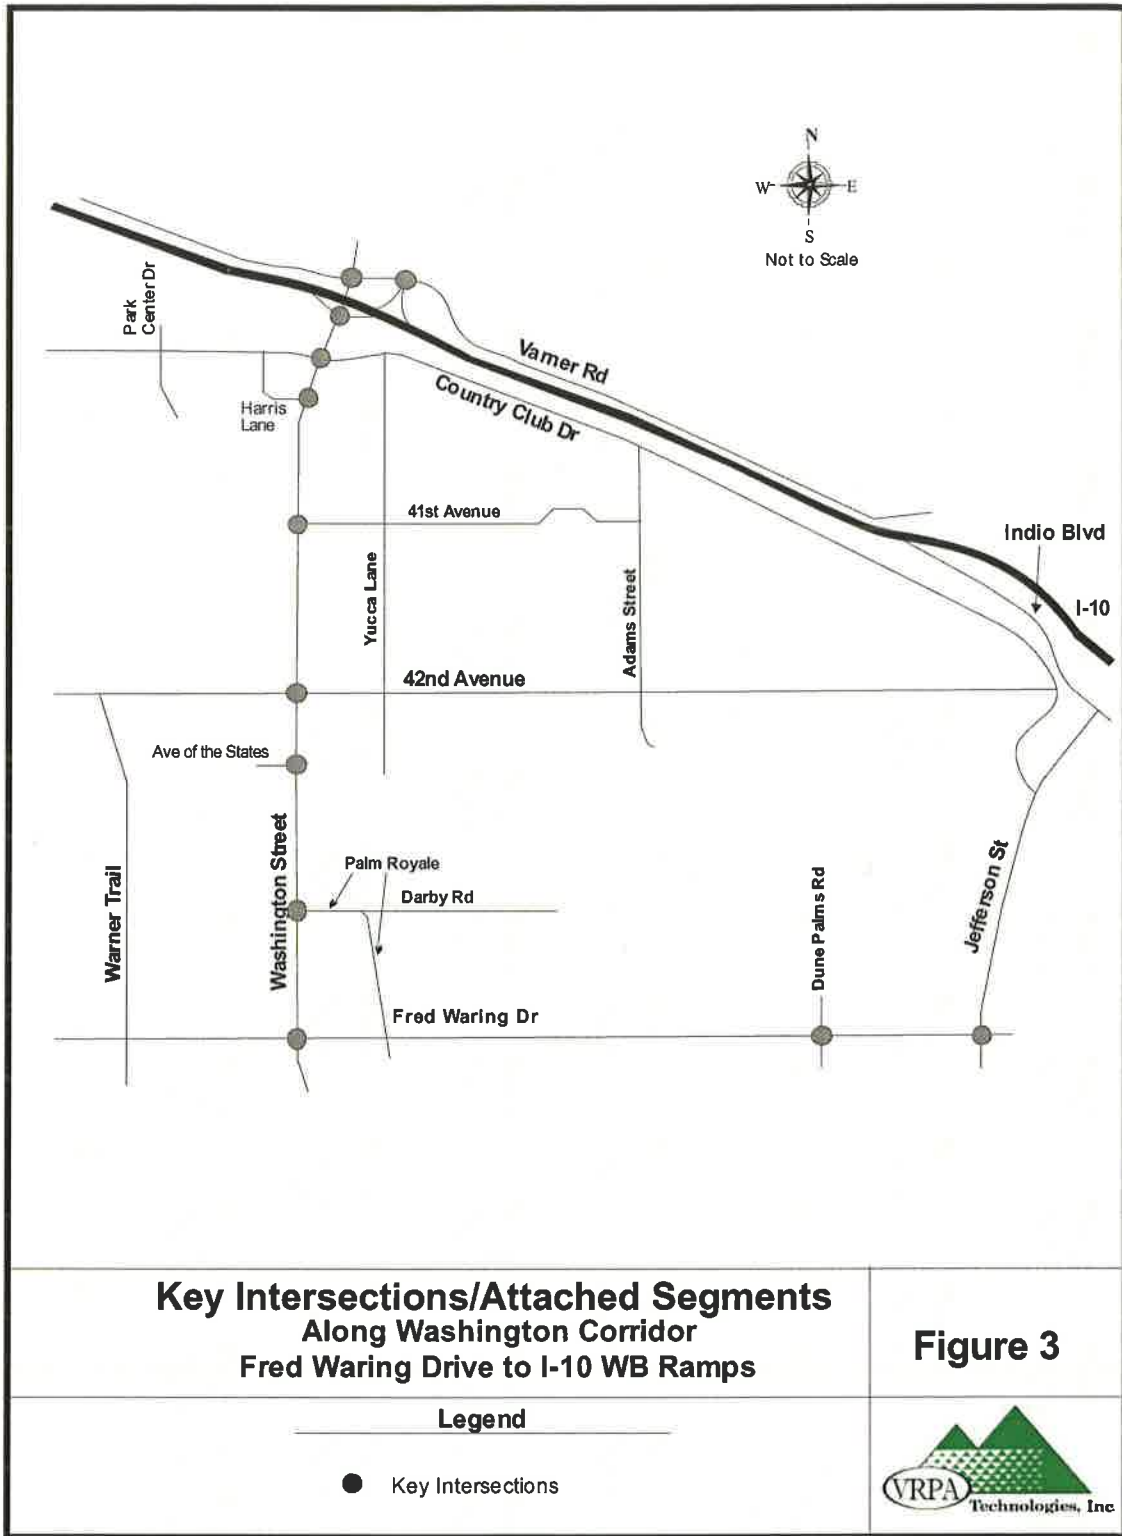 N
W
E
S
Not to Scale
Park
Center Dr
Varner Rd
Country Club Dr
Harris
Lane
41st Avenue
Indio Blvd
I-10
Yucca Lane
Adams Street
42nd Avenue
Ave of the States
Washington Street
Palm Royale
Darby Rd
Warner Trail
Dune Palms Rd
Jefferson St
Fred Waring Dr
Key Intersections/Attached Segments
Along Washington Corridor
Fred Waring Drive to I-10 WB Ramps
Figure 3
Legend
Key Intersections
VRPA
Technologies, Inc